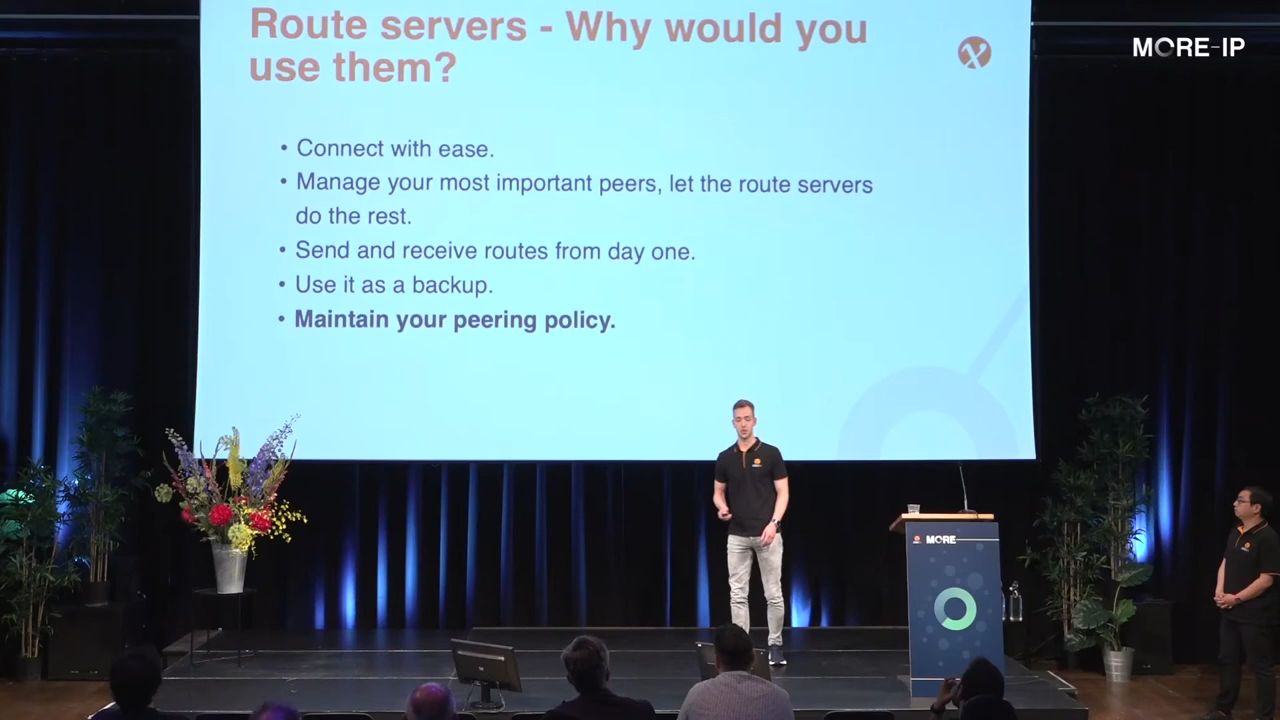 Route servers - Why would you
use them?
MORE-IP
• Connect with ease.
• Manage your most important peers, let the route servers
do the rest.
• Send and receive routes from day one.
• Use it as a backup.
• Maintain your peering policy.
MORE